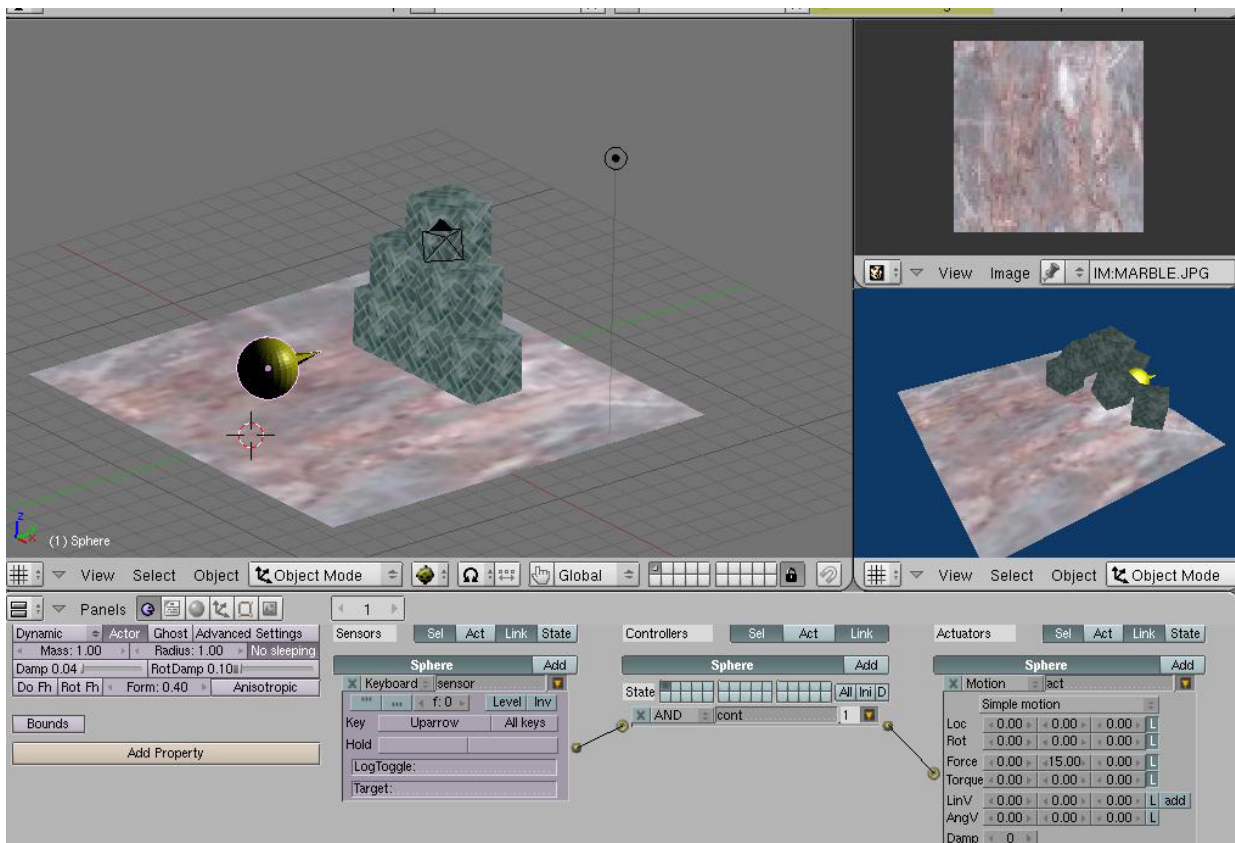 View Image IM:MARBLE.JPG
z
x
(1) Sphere
View Select Object Object Mode Global
View Select Object Object Mode
Panels 1
Dynamic Actor Ghost Advanced Settings
Mass: 1.00 Radius: 1.00 No sleeping
Damp 0.04 RotDamp 0.10
Do Fh Rot Fh Form: 0.40 Anisotropic
Bounds
Add Property
Sensors Sel Act Link State
Sphere Add
X Keyboard sensor
f: 0 Level Inv
Key Uparrow All keys
Hold
LogToggle:
Target:
Controllers Sel Act Link
Sphere Add
State All Ini D
X AND cont 1
Actuators Sel Act Link State
Sphere Add
X Motion act
Simple motion
Loc 0.00 0.00 0.00 L
Rot 0.00 0.00 0.00 L
Force 0.00 15.00 0.00 L
Torque 0.00 0.00 0.00 L
LinV 0.00 0.00 0.00 L add
AngV 0.00 0.00 0.00 L
Damp 0